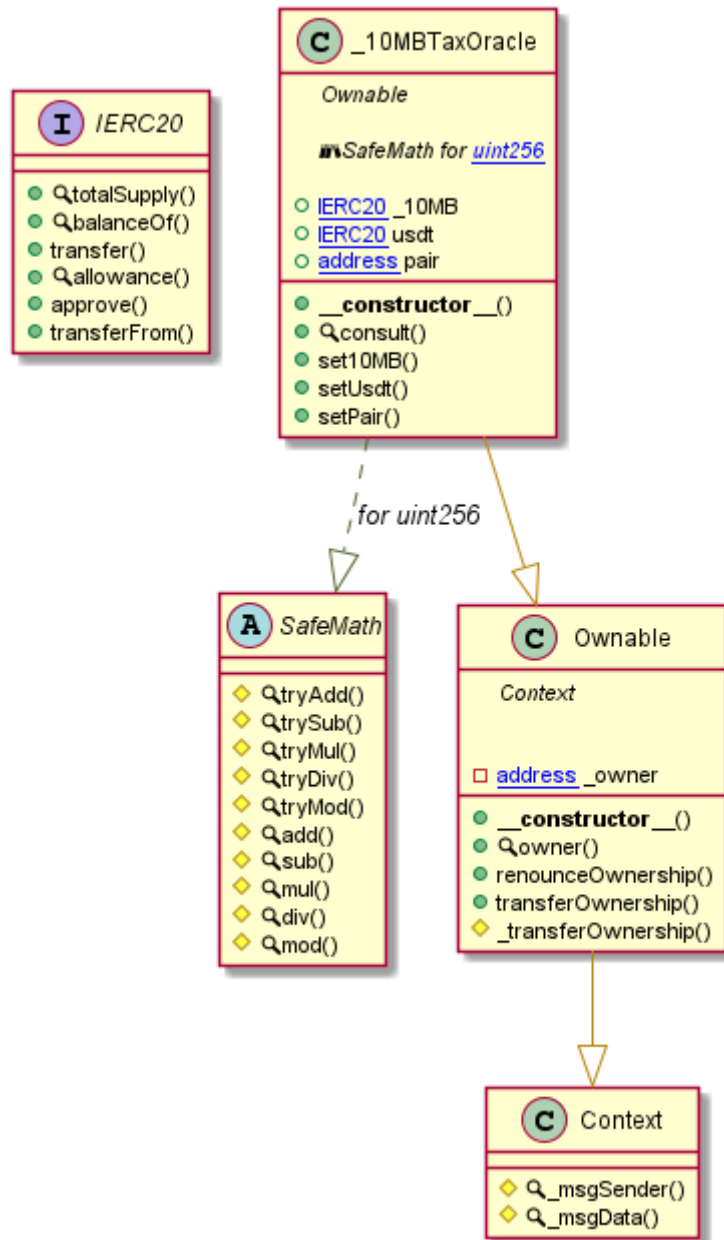 I IERC20
totalSupply()
balanceOf()
transfer()
allowance()
approve()
transferFrom()
C _10MBTaxOracle
Ownable
SafeMath for uint256
IERC20 _10MB
IERC20 usdt
address pair
__constructor__()
consult()
set10MB()
setUsdt()
setPair()
for uint256
A SafeMath
tryAdd()
trySub()
tryMul()
tryDiv()
tryMod()
add()
sub()
mul()
div()
mod()
C Ownable
Context
address _owner
__constructor__()
owner()
renounceOwnership()
transferOwnership()
_transferOwnership()
C Context
_msgSender()
_msgData()